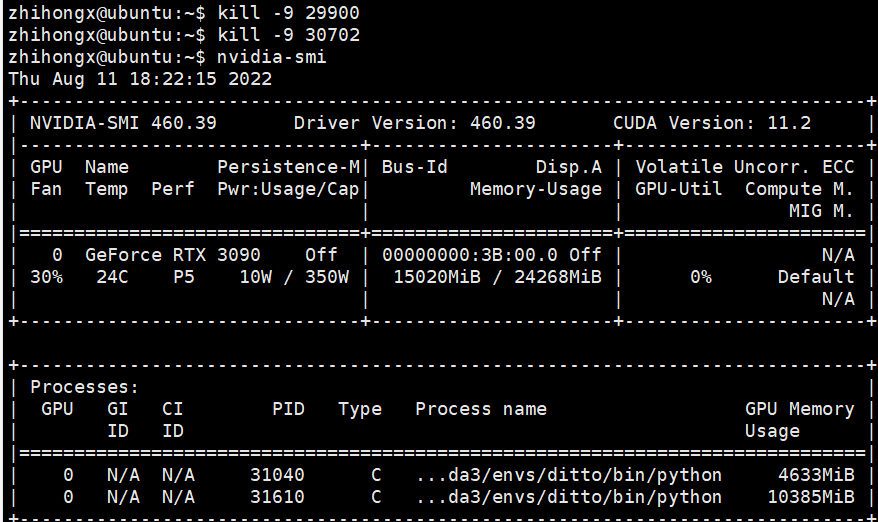 zhihongx@ubuntu:~$ kill -9 29900
zhihongx@ubuntu:~$ kill -9 30702
zhihongx@ubuntu:~$ nvidia-smi
Thu Aug 11 18:22:15 2022
+-----------------------------------------------------------------------------+
| NVIDIA-SMI 460.39       Driver Version: 460.39       CUDA Version: 11.2     |
|-------------------------------+----------------------+----------------------+
| GPU  Name        Persistence-M| Bus-Id        Disp.A | Volatile Uncorr. ECC |
| Fan  Temp  Perf  Pwr:Usage/Cap|         Memory-Usage | GPU-Util  Compute M. |
|                               |                      |               MIG M. |
|===============================+======================+======================|
|   0  GeForce RTX 3090    Off  | 00000000:3B:00.0 Off |                  N/A |
| 30%   24C    P5    10W / 350W |  15020MiB / 24268MiB |      0%      Default |
|                               |                      |                  N/A |
+-------------------------------+----------------------+----------------------+
+-----------------------------------------------------------------------------+
| Processes:                                                                  |
|  GPU   GI   CI        PID   Type   Process name                  GPU Memory |
|        ID   ID                                                   Usage      |
|=============================================================================|
|    0   N/A  N/A     31040      C   ...da3/envs/ditto/bin/python     4633MiB |
|    0   N/A  N/A     31610      C   ...da3/envs/ditto/bin/python    10385MiB |
+-----------------------------------------------------------------------------+